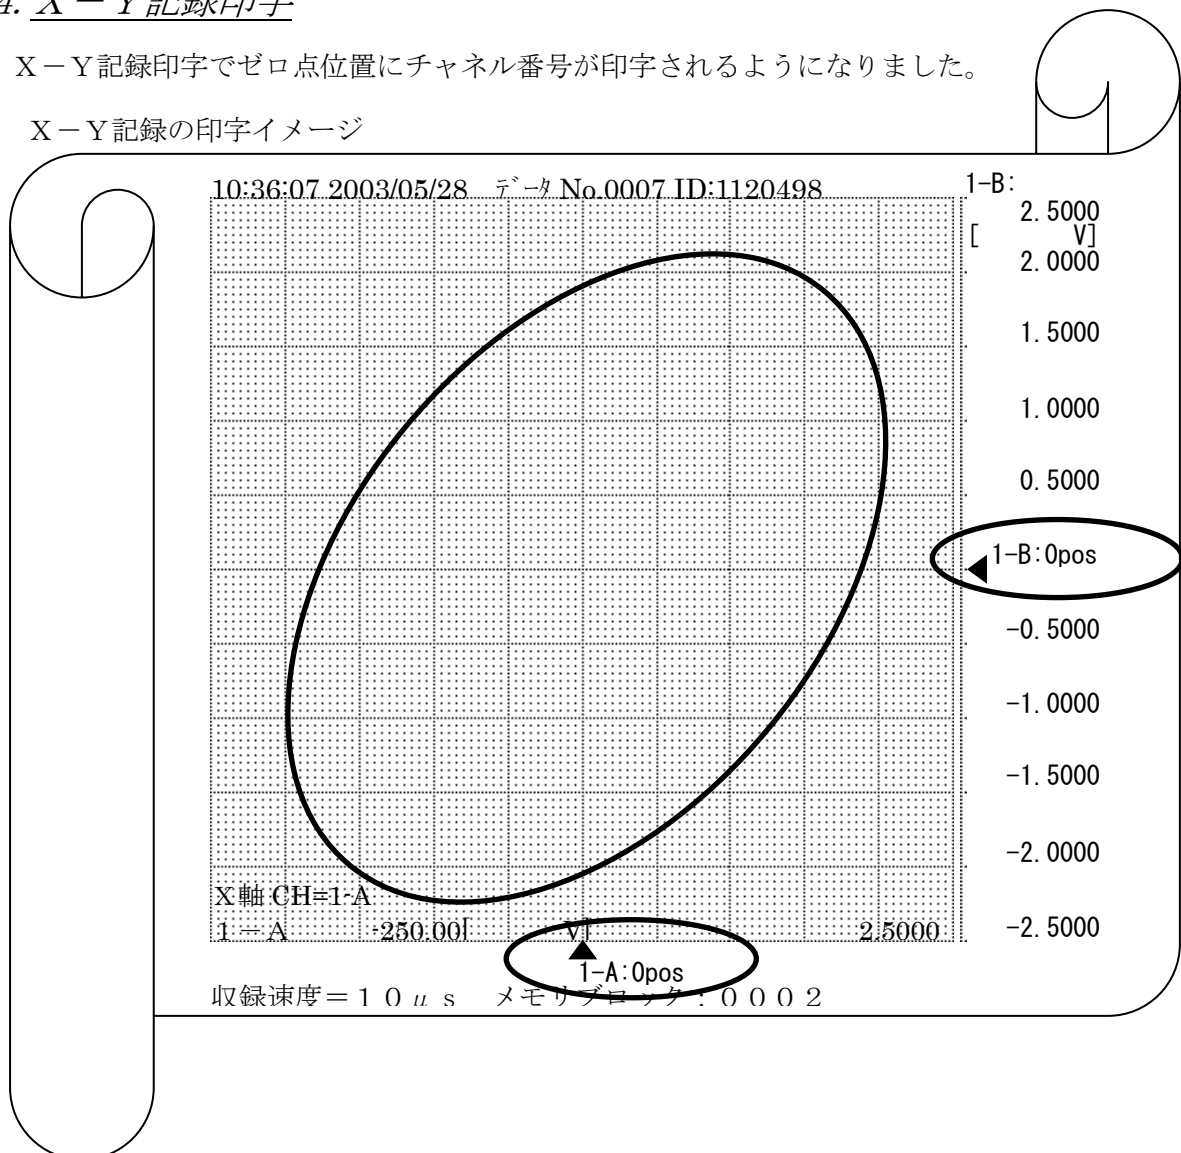 4. X－Y記録印字
X－Y記録印字でゼロ点位置にチャネル番号が印字されるようになりました。
X－Y記録の印字イメージ
10:36:07 2003/05/28 ﾃﾞｰﾀ No.0007 ID:1120498
1-B:
2.5000
[ V]
2.0000
1.5000
1.0000
0.5000
1-B:0pos
-0.5000
-1.0000
-1.5000
-2.0000
-2.5000
X軸 CH=1-A
1－A -250.00[ V] 2.5000
1-A:0pos
収録速度＝１０μｓ メモリブロック：０００２